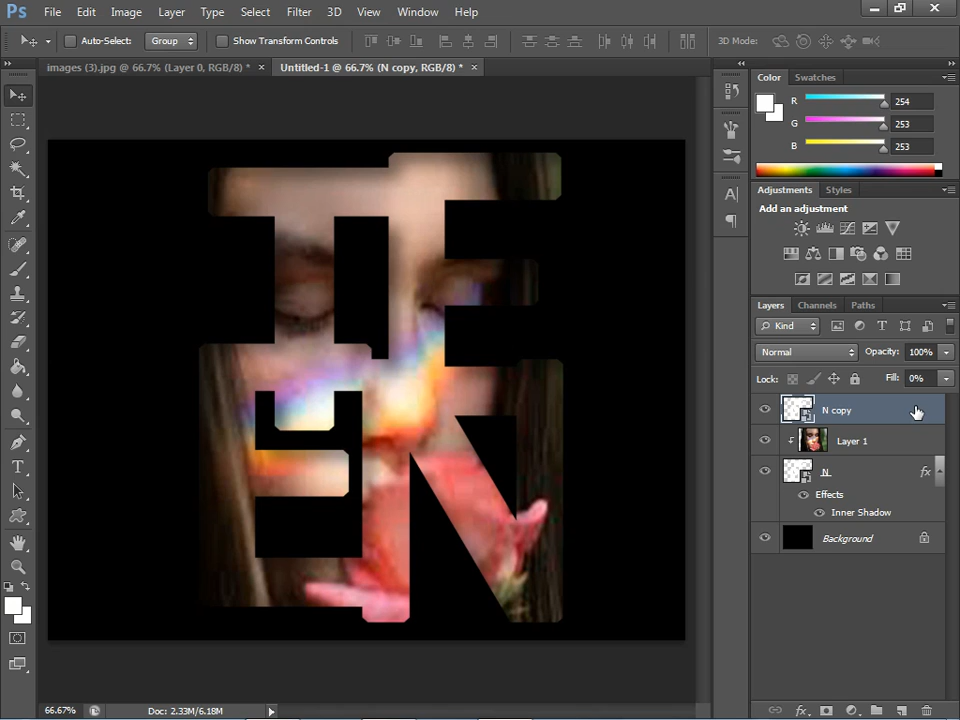 Ps File Edit Image Layer Type Select Filter 3D View Window Help
Auto-Select: Group Show Transform Controls 3D Mode:
images (3).jpg @ 66.7% (Layer 0, RGB/8) * × Untitled-1 @ 66.7% (N copy, RGB/8) * ×
Color Swatches
R 254
G 253
B 253
Adjustments Styles
Add an adjustment
Layers Channels Paths
Kind
Normal Opacity: 100%
Lock: Fill: 0%
N copy
Layer 1
N fx
Effects
Inner Shadow
Background
TEEN
66.67% Doc: 2.33M/6.18M